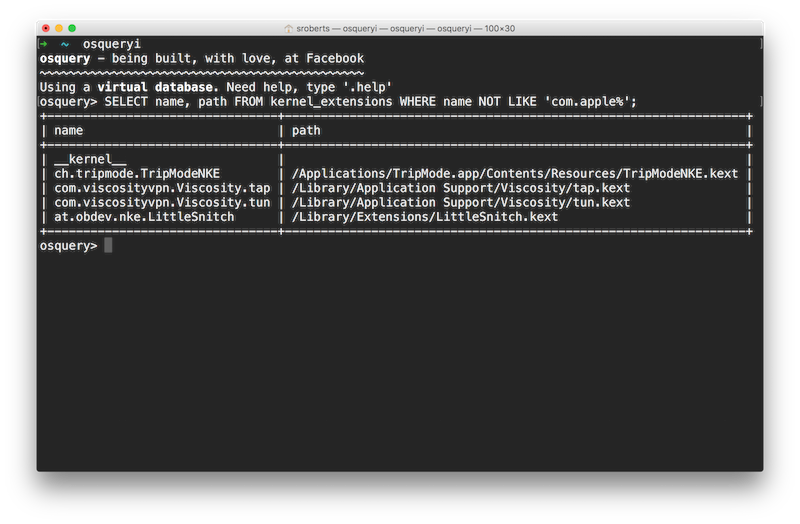 sroberts — osqueryi — osqueryi — osqueryi — 100×30
[➜  ~  osqueryi ]
osquery - being built, with love, at Facebook
~~~~~~~~~~~~~~~~~~~~~~~~~~~~~~~~~~~~~~~~~~~~~
Using a virtual database. Need help, type '.help'
[osquery> SELECT name, path FROM kernel_extensions WHERE name NOT LIKE 'com.apple%'; ]
+--------------------------------+----------------------------------------------------------------+
| name | path |
+--------------------------------+----------------------------------------------------------------+
| __kernel__ | |
| ch.tripmode.TripModeNKE | /Applications/TripMode.app/Contents/Resources/TripModeNKE.kext |
| com.viscosityvpn.Viscosity.tap | /Library/Application Support/Viscosity/tap.kext |
| com.viscosityvpn.Viscosity.tun | /Library/Application Support/Viscosity/tun.kext |
| at.obdev.nke.LittleSnitch | /Library/Extensions/LittleSnitch.kext |
+--------------------------------+----------------------------------------------------------------+
osquery>